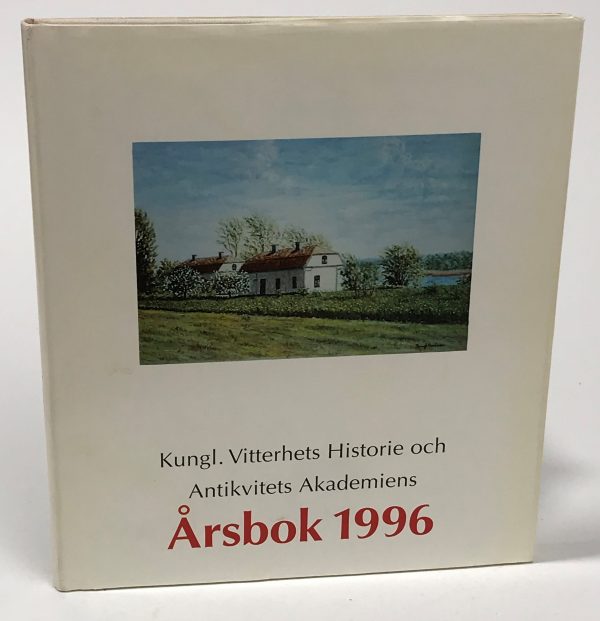 Kungl. Vitterhets Historie och
Antikvitets Akademiens
Årsbok 1996